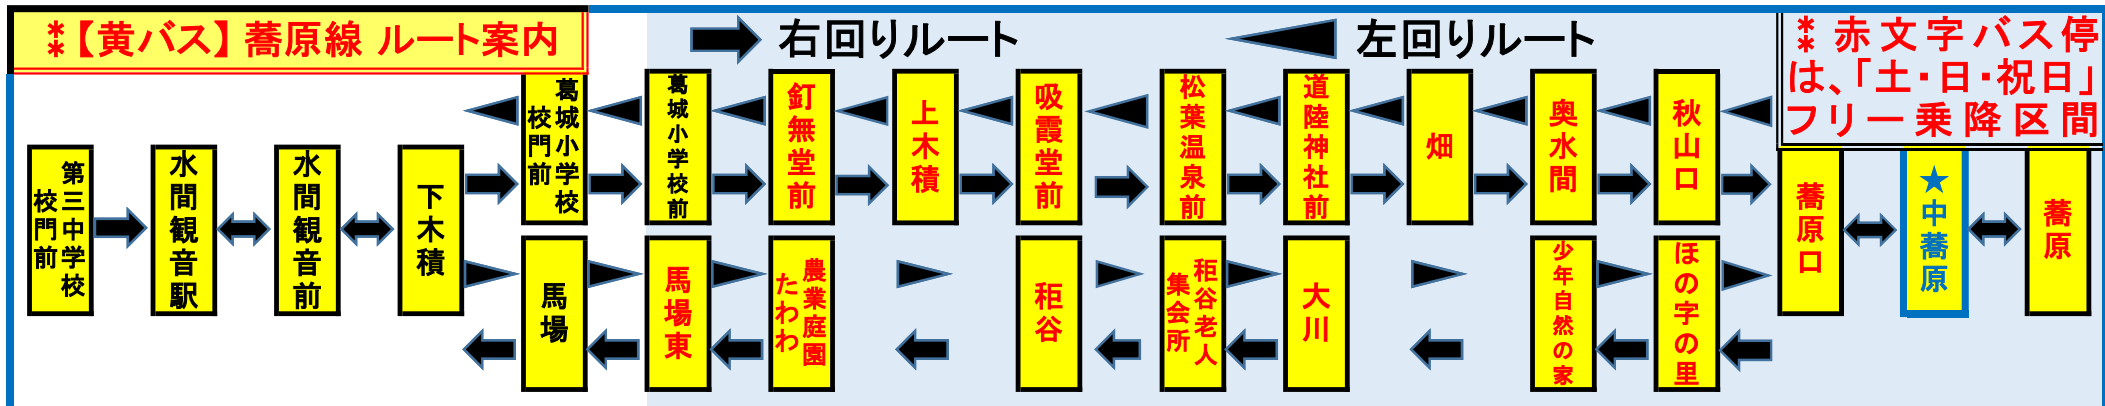 ⁑【黄バス】蕎原線 ルート案内
右回りルート
左回りルート
⁑赤文字バス停
は、「土・日・祝日」
フリー乗降区間
第三中学校
校門前
水間観音駅
水間観音前
下木積
葛城小学校
校門前
葛城小学校前
釘無堂前
上木積
吸霞堂前
松葉温泉前
道陸神社前
畑
奥水間
秋山口
馬場
馬場東
農業庭園
たわわ
秬谷
秬谷老人
集会所
大川
少年自然の家
ほの字の里
蕎原口
★中蕎原
蕎原